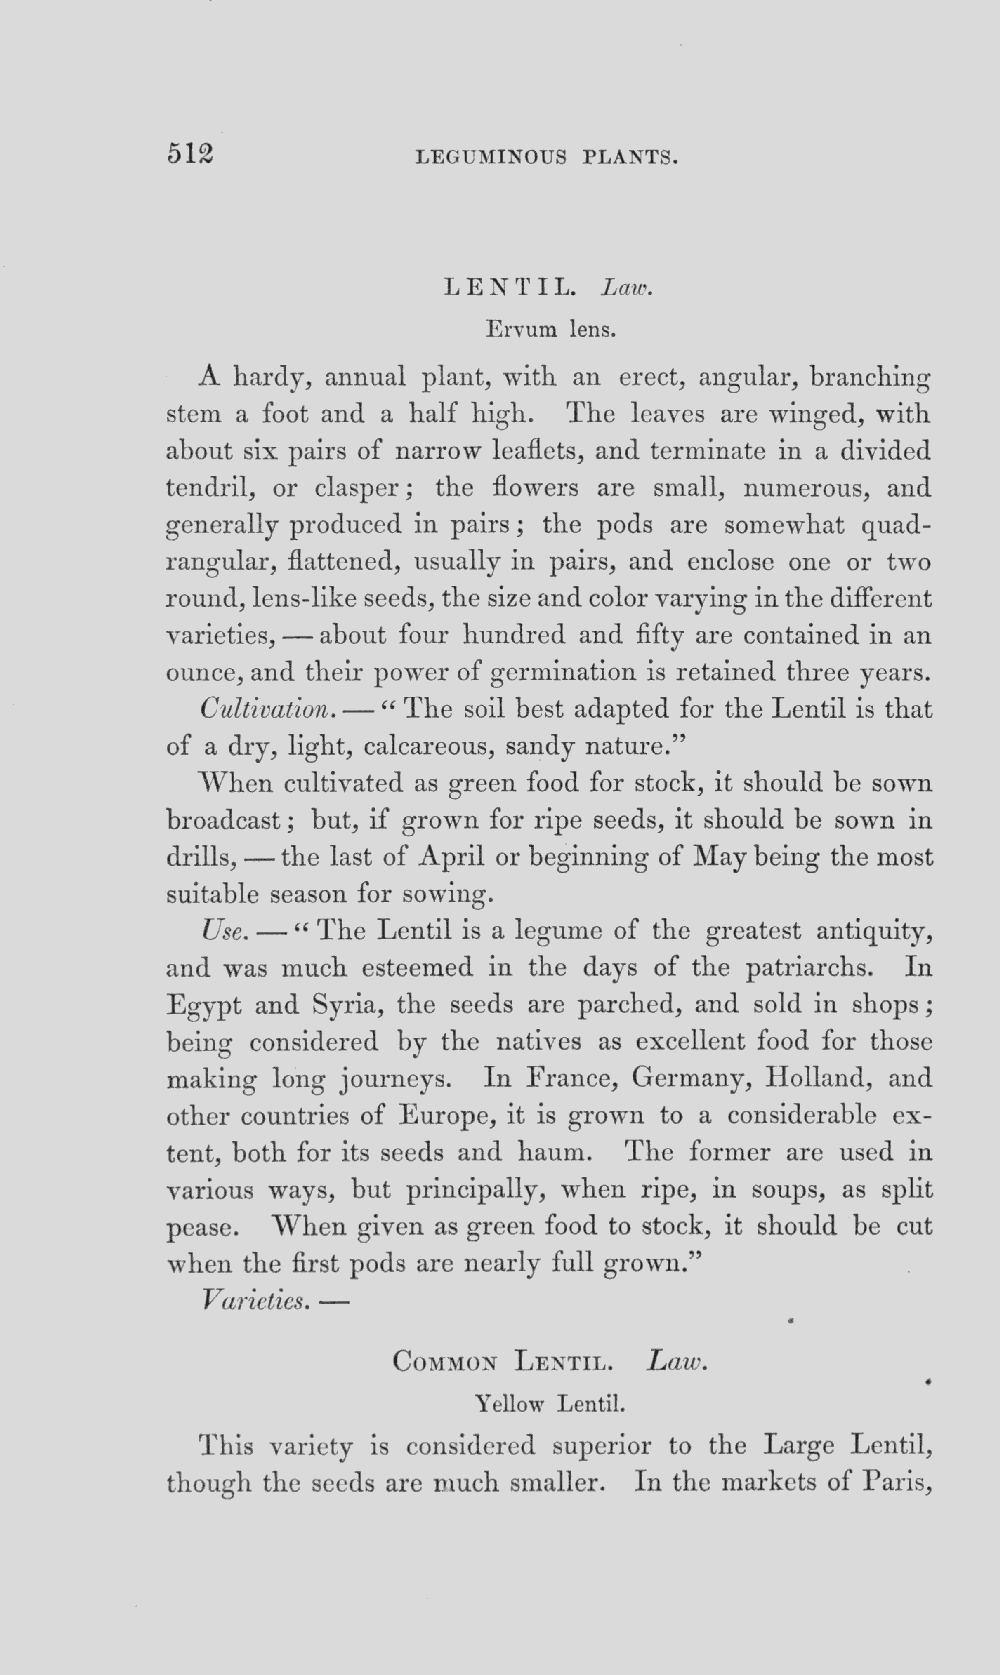 512 LEGUMINOUS PLANTS.
LENTIL. Law.
Ervum lens.
A hardy, annual plant, with an erect, angular, branching
stem a foot and a half high. The leaves are winged, with
about six pairs of narrow leaflets, and terminate in a divided
tendril, or clasper; the flowers are small, numerous, and
generally produced in pairs; the pods are somewhat quad-
rangular, flattened, usually in pairs, and enclose one or two
round, lens-like seeds, the size and color varying in the different
varieties, — about four hundred and fifty are contained in an
ounce, and their power of germination is retained three years.
Cultivation. — “ The soil best adapted for the Lentil is that
of a dry, light, calcareous, sandy nature.”
When cultivated as green food for stock, it should be sown
broadcast; but, if grown for ripe seeds, it should be sown in
drills, — the last of April or beginning of May being the most
suitable season for sowing.
Use. — “ The Lentil is a legume of the greatest antiquity,
and was much esteemed in the days of the patriarchs. In
Egypt and Syria, the seeds are parched, and sold in shops;
being considered by the natives as excellent food for those
making long journeys. In France, Germany, Holland, and
other countries of Europe, it is grown to a considerable ex-
tent, both for its seeds and haum. The former are used in
various ways, but principally, when ripe, in soups, as split
pease. When given as green food to stock, it should be cut
when the first pods are nearly full grown.”
Varieties. —
COMMON LENTIL. Law.
Yellow Lentil.
This variety is considered superior to the Large Lentil,
though the seeds are much smaller. In the markets of Paris,